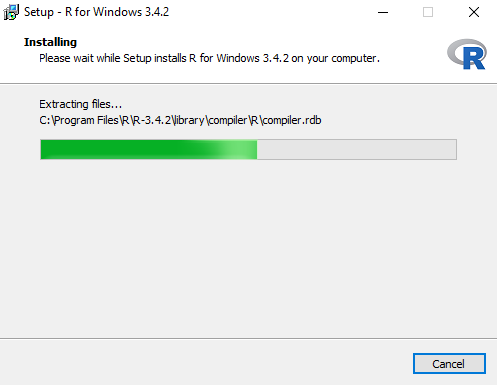 Setup - R for Windows 3.4.2
Installing
Please wait while Setup installs R for Windows 3.4.2 on your computer.
R
Extracting files...
C:\Program Files\R\R-3.4.2\library\compiler\R\compiler.rdb
Cancel